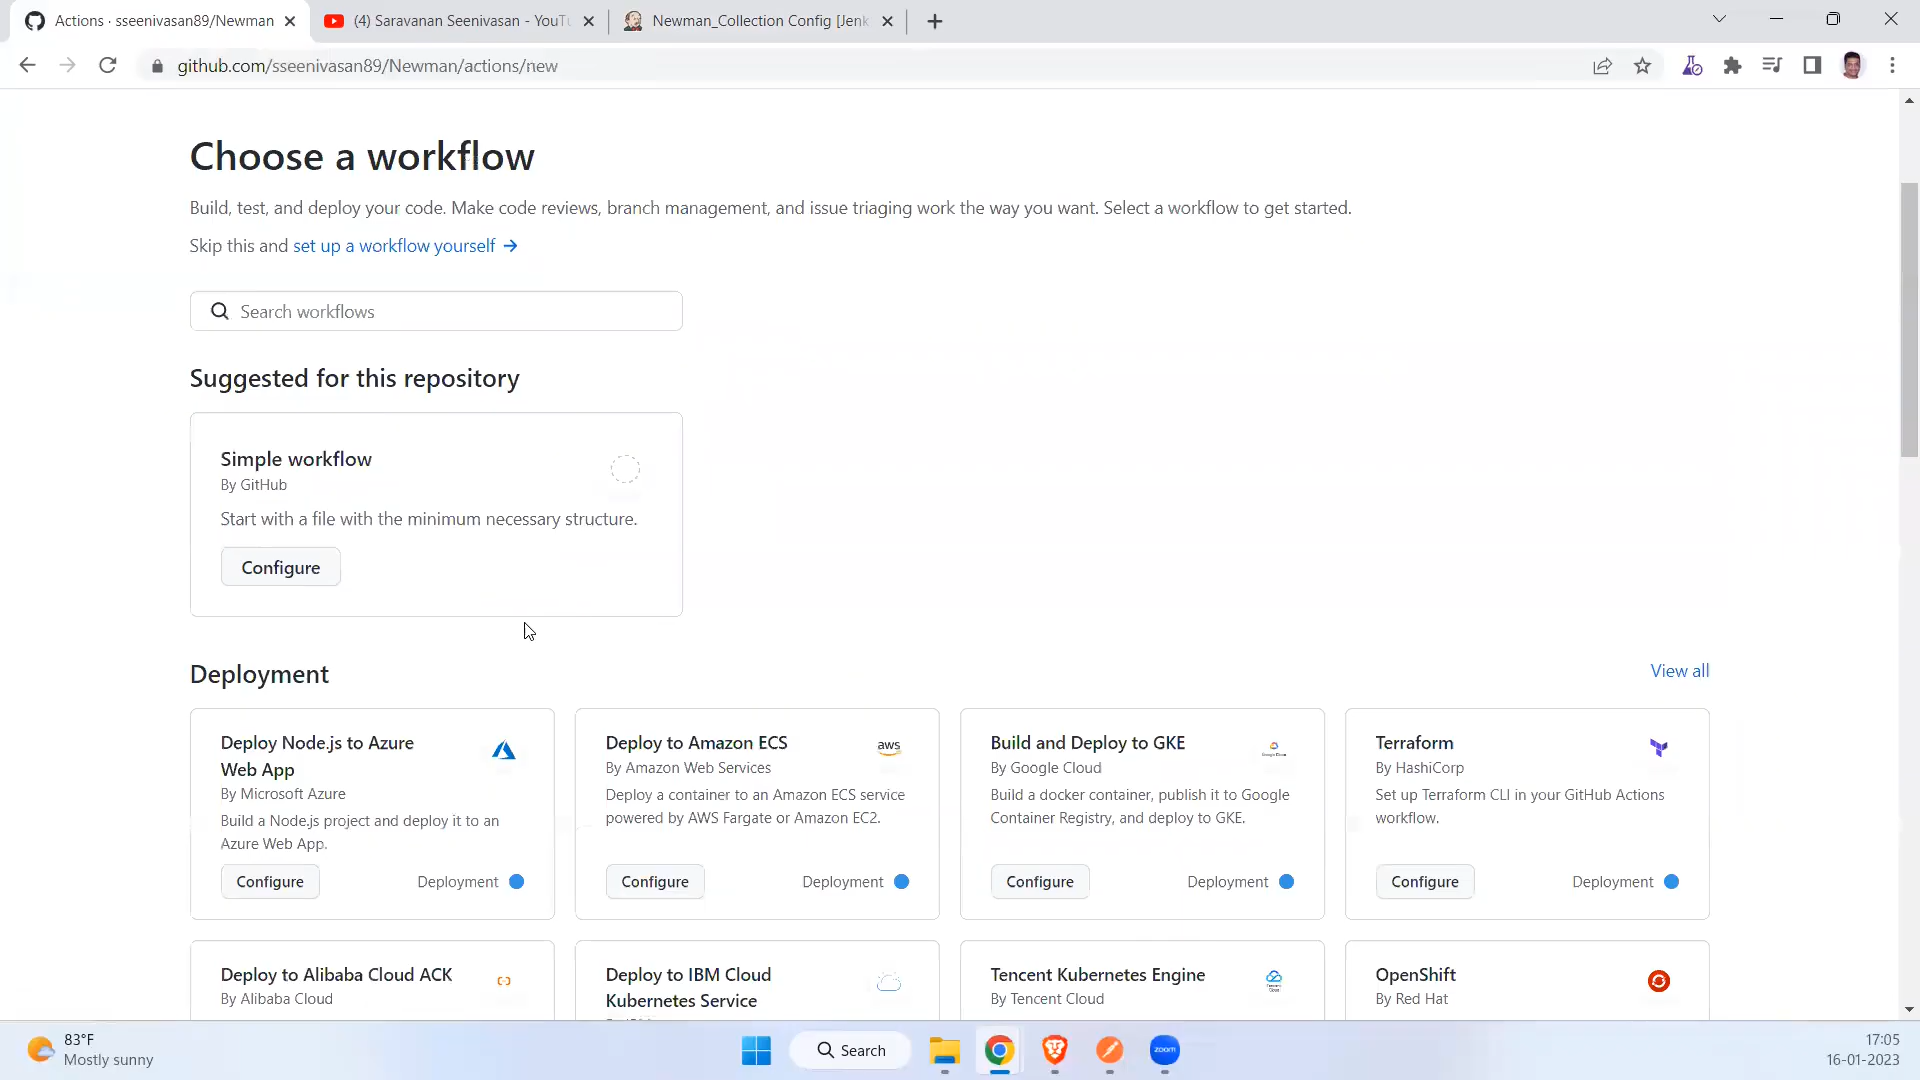 Actions · sseenivasan89/Newman
(4) Saravanan Seenivasan - YouTu
Newman_Collection Config [Jenk
github.com/sseenivasan89/Newman/actions/new
Choose a workflow
Build, test, and deploy your code. Make code reviews, branch management, and issue triaging work the way you want. Select a workflow to get started.
Skip this and set up a workflow yourself →
Search workflows
Suggested for this repository
Simple workflow
By GitHub
Start with a file with the minimum necessary structure.
Configure
Deployment
View all
Deploy Node.js to Azure
Web App
By Microsoft Azure
Build a Node.js project and deploy it to an
Azure Web App.
Configure
Deployment
Deploy to Amazon ECS
aws
By Amazon Web Services
Deploy a container to an Amazon ECS service
powered by AWS Fargate or Amazon EC2.
Configure
Deployment
Build and Deploy to GKE
By Google Cloud
Build a docker container, publish it to Google
Container Registry, and deploy to GKE.
Configure
Deployment
Terraform
By HashiCorp
Set up Terraform CLI in your GitHub Actions
workflow.
Configure
Deployment
Deploy to Alibaba Cloud ACK
By Alibaba Cloud
Deploy to IBM Cloud
Kubernetes Service
Tencent Kubernetes Engine
By Tencent Cloud
OpenShift
By Red Hat
83°F
Mostly sunny
Search
zoom
17:05
16-01-2023